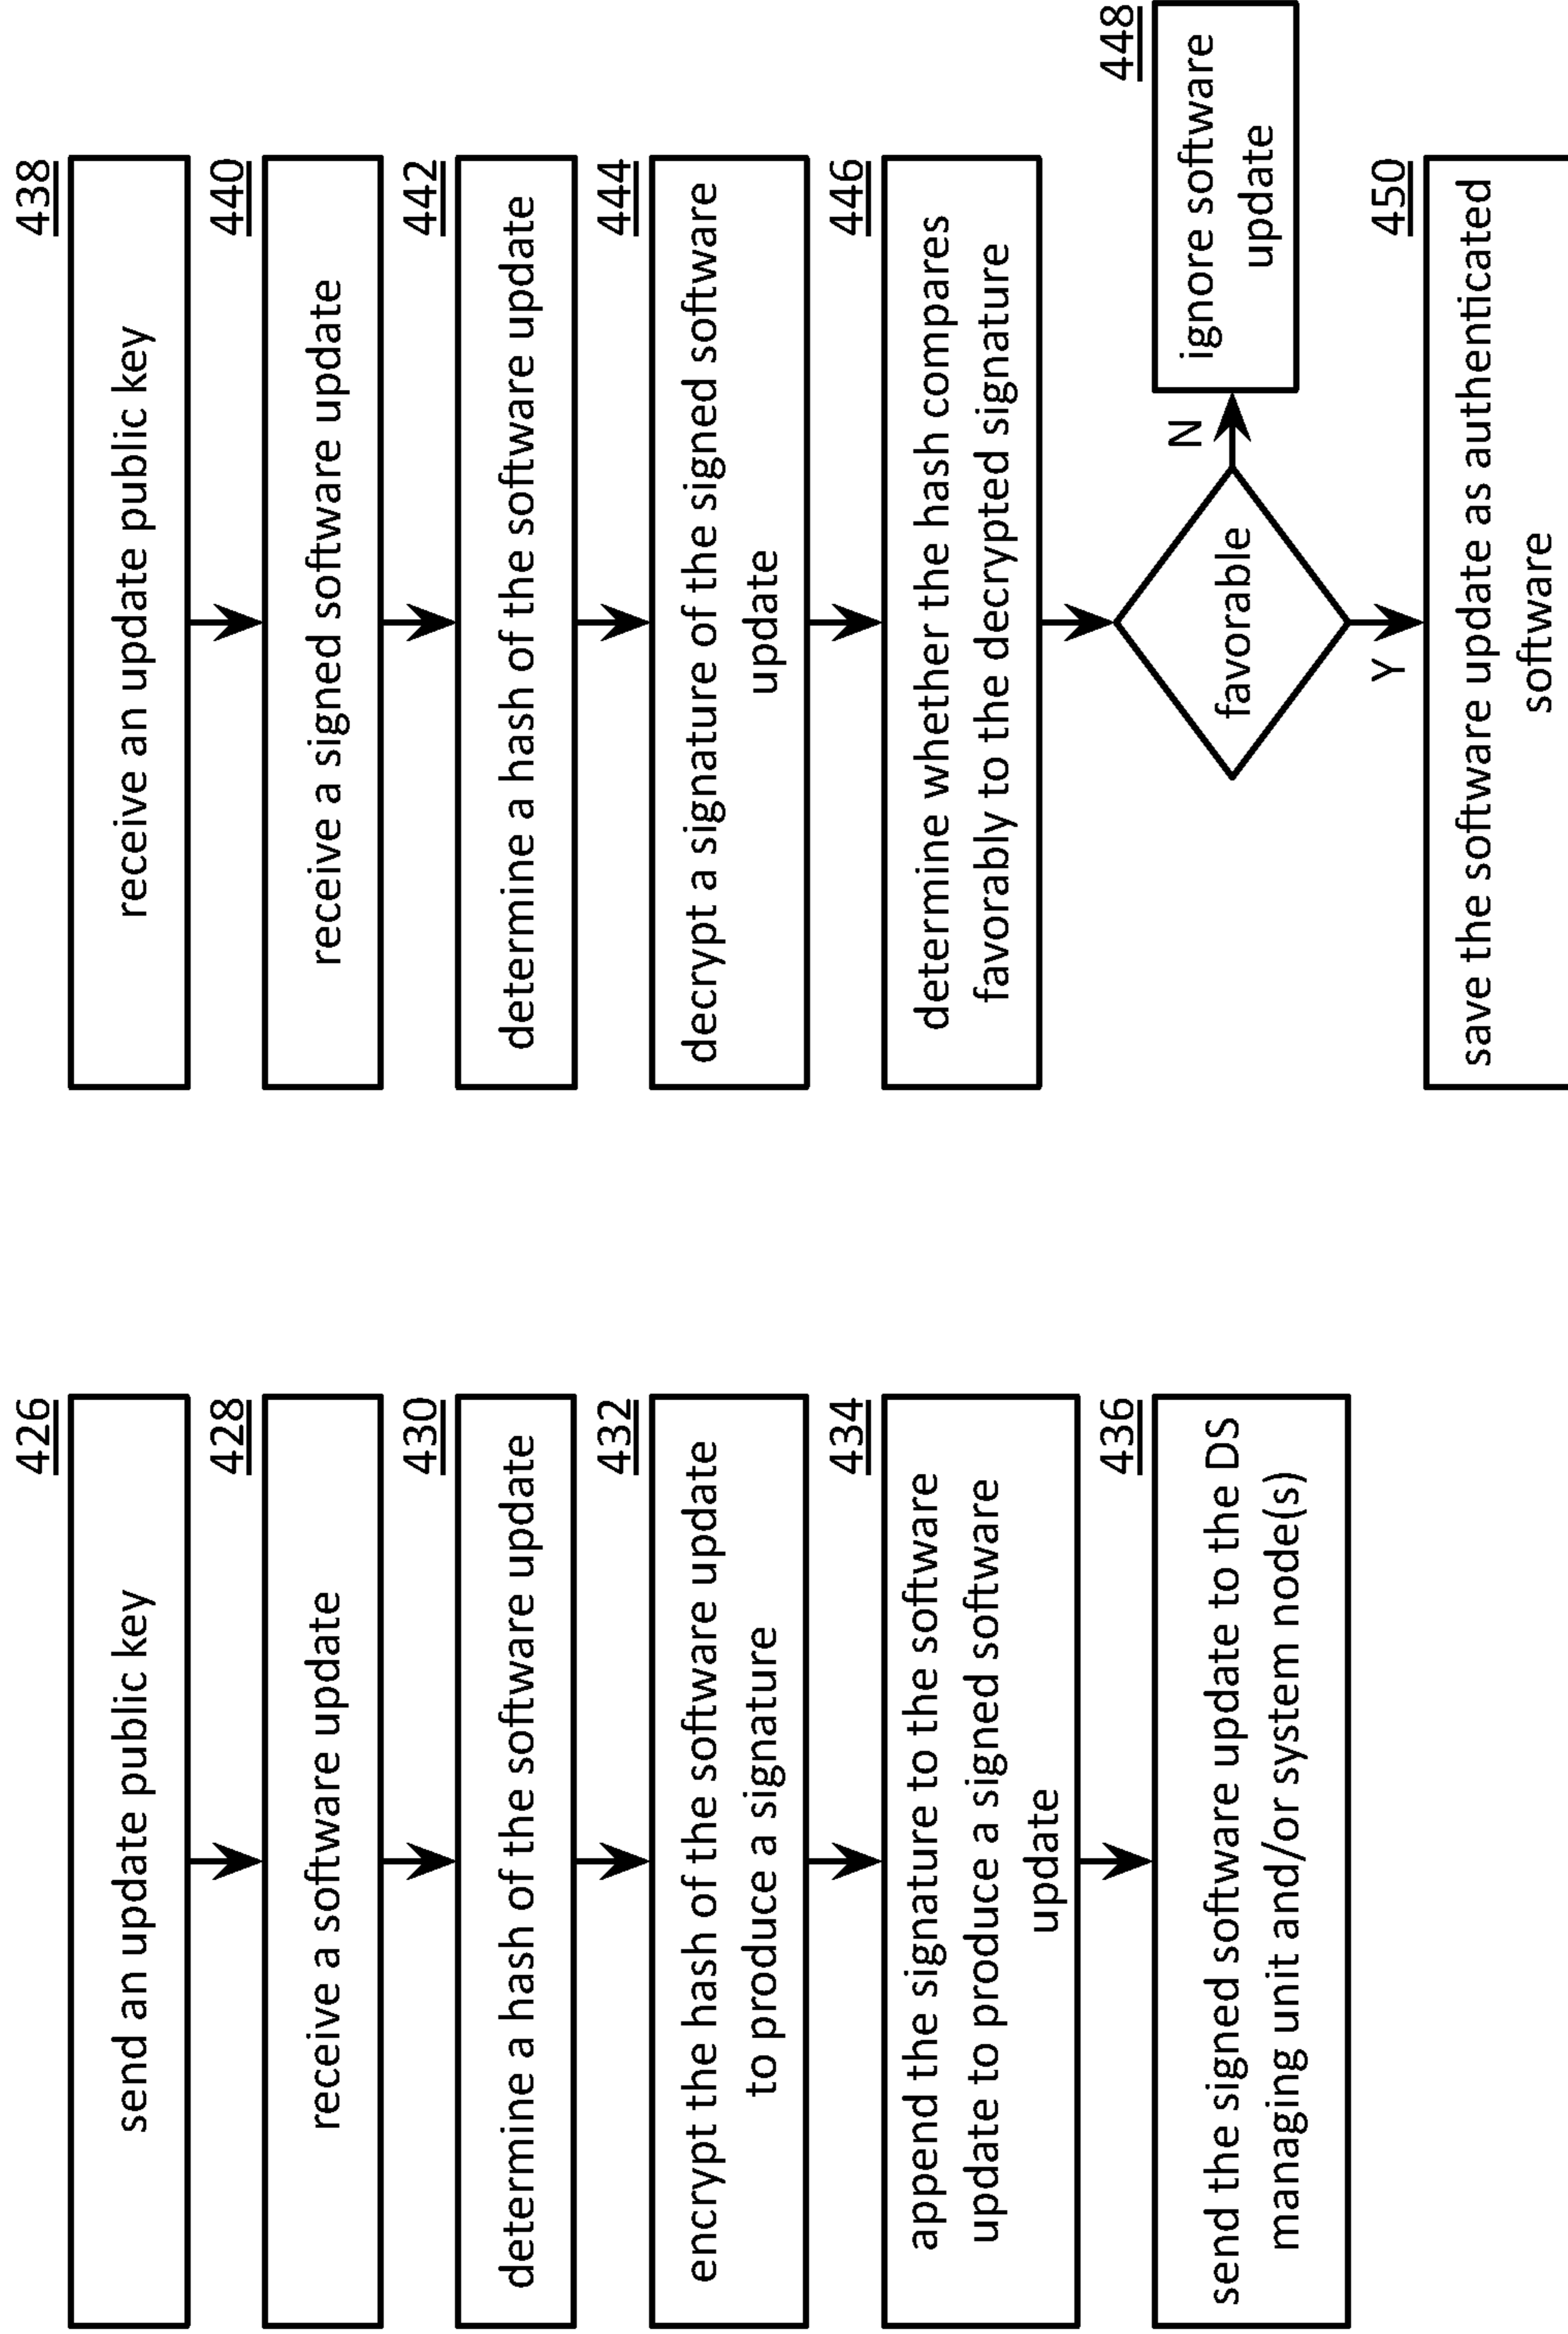 426
send an update public key
428
receive a software update
430
determine a hash of the software update
432
encrypt the hash of the software update
to produce a signature
434
append the signature to the software
update to produce a signed software
update
436
send the signed software update to the DS
managing unit and/or system node(s)
438
receive an update public key
440
receive a signed software update
442
determine a hash of the software update
444
decrypt a signature of the signed software
update
446
determine whether the hash compares
favorably to the decrypted signature
favorable
N
448
ignore software
update
Y
450
save the software update as authenticated
software